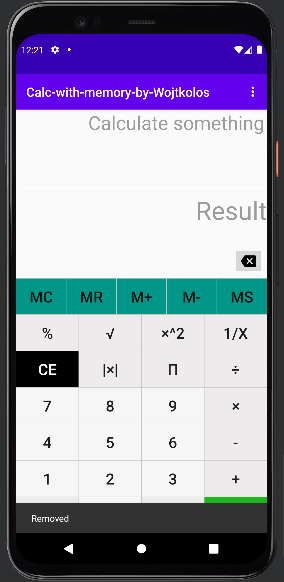 12:21
Calc-with-memory-by-Wojtkolos
Calculate something
Result
MC MR M+ M- MS
% √ ×^2 1/X
CE |×| Π ÷
7 8 9 ×
4 5 6 -
1 2 3 +
Removed